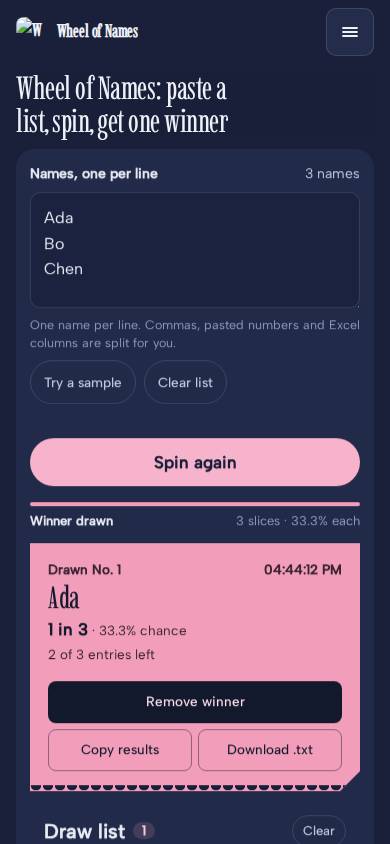 W Wheel of Names
Wheel of Names: paste a
list, spin, get one winner
Names, one per line 3 names
Ada
Bo
Chen
One name per line. Commas, pasted numbers and Excel
columns are split for you.
Try a sample Clear list
Spin again
Winner drawn 3 slices · 33.3% each
Drawn No. 1 04:44:12 PM
Ada
1 in 3 · 33.3% chance
2 of 3 entries left
Remove winner
Copy results Download .txt
Draw list 1 Clear